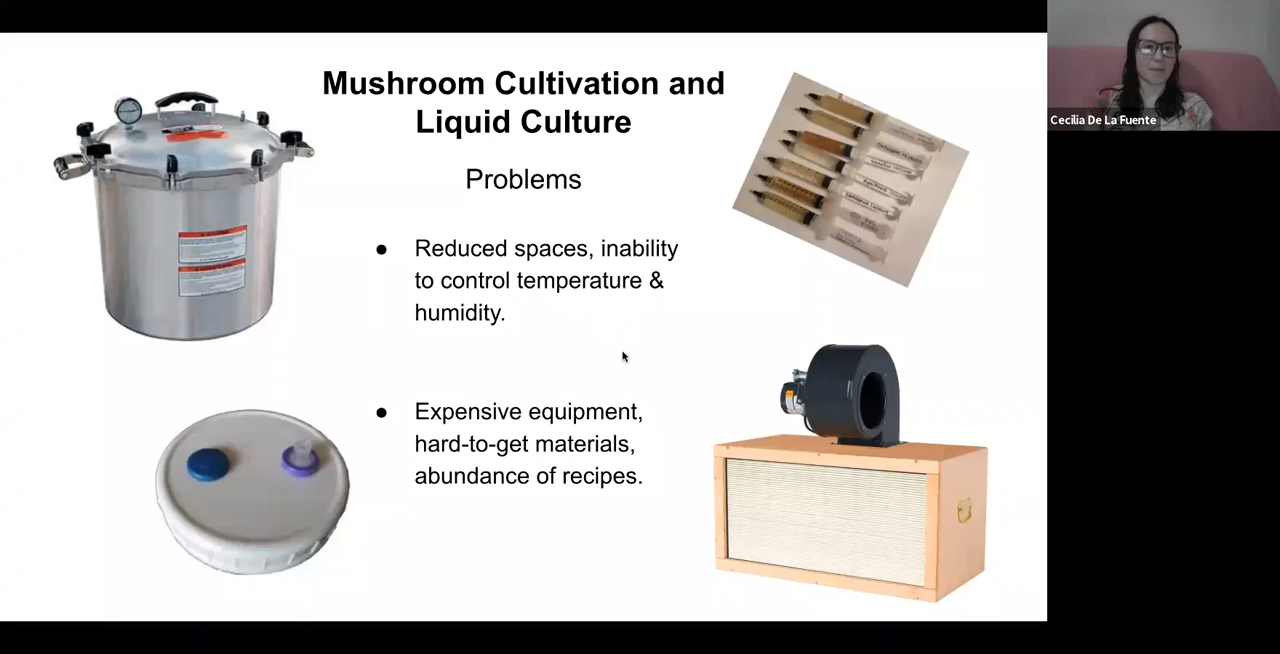 Mushroom Cultivation and
Liquid Culture
Problems
● Reduced spaces, inability
to control temperature &
humidity.
● Expensive equipment,
hard-to-get materials,
abundance of recipes.
Cecilia De La Fuente